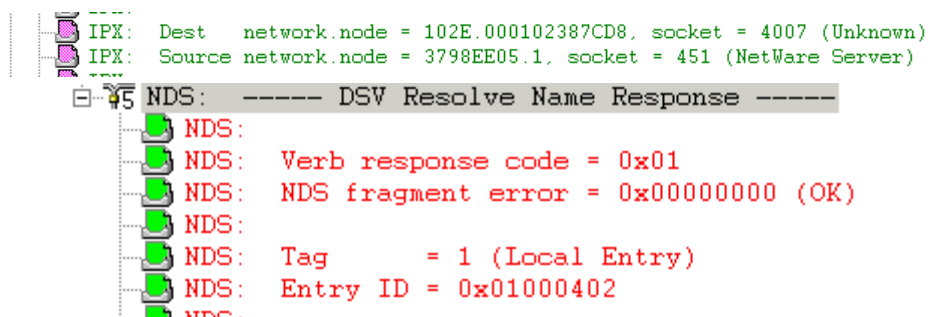 IPX: Dest network.node = 102E.000102387CD8, socket = 4007 (Unknown)
IPX: Source network.node = 3798EE05.1, socket = 451 (NetWare Server)
NDS: ----- DSV Resolve Name Response -----
NDS:
NDS: Verb response code = 0x01
NDS: NDS fragment error = 0x00000000 (OK)
NDS:
NDS: Tag = 1 (Local Entry)
NDS: Entry ID = 0x01000402